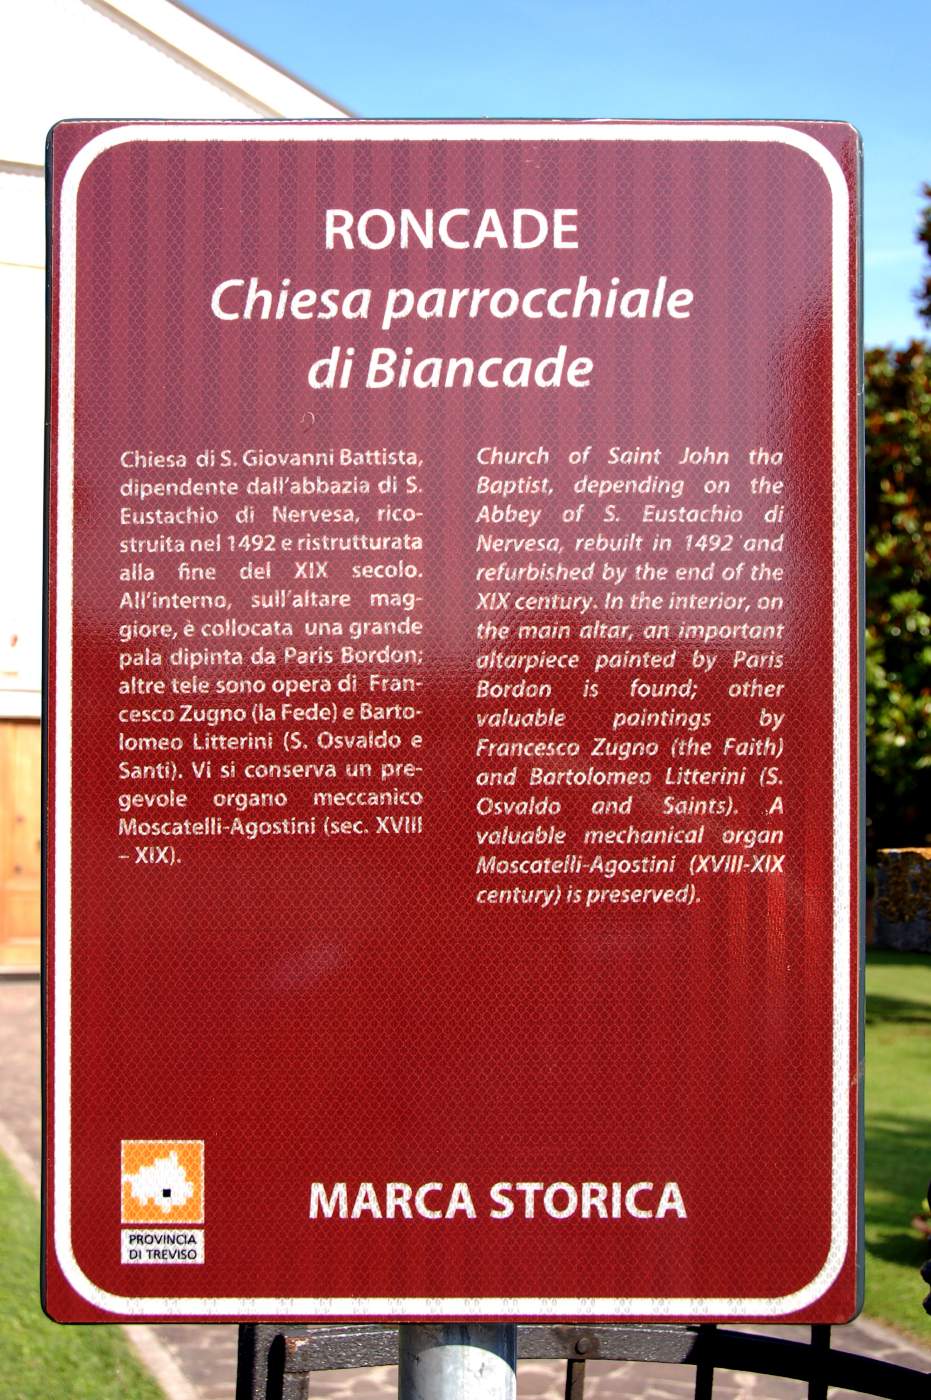 RONCADE
Chiesa parrocchiale
di Biancade
Chiesa di S. Giovanni Battista,
dipendente dall'abbazia di S.
Eustachio di Nervesa, rico-
struita nel 1492 e ristrutturata
alla fine del XIX secolo.
All'interno, sull'altare mag-
giore, è collocata una grande
pala dipinta da Paris Bordon;
altre tele sono opera di Fran-
cesco Zugno (la Fede) e Barto-
lomeo Litterini (S. Osvaldo e
Santi). Vi si conserva un pre-
gevole organo meccanico
Moscatelli-Agostini (sec. XVIII
– XIX).
Church of Saint John tha
Baptist, depending on the
Abbey of S. Eustachio di
Nervesa, rebuilt in 1492 and
refurbished by the end of the
XIX century. In the interior, on
the main altar, an important
altarpiece painted by Paris
Bordon is found; other
valuable paintings by
Francesco Zugno (the Faith)
and Bartolomeo Litterini (S.
Osvaldo and Saints). A
valuable mechanical organ
Moscatelli-Agostini (XVIII-XIX
century) is preserved).
PROVINCIA
DI TREVISO
MARCA STORICA